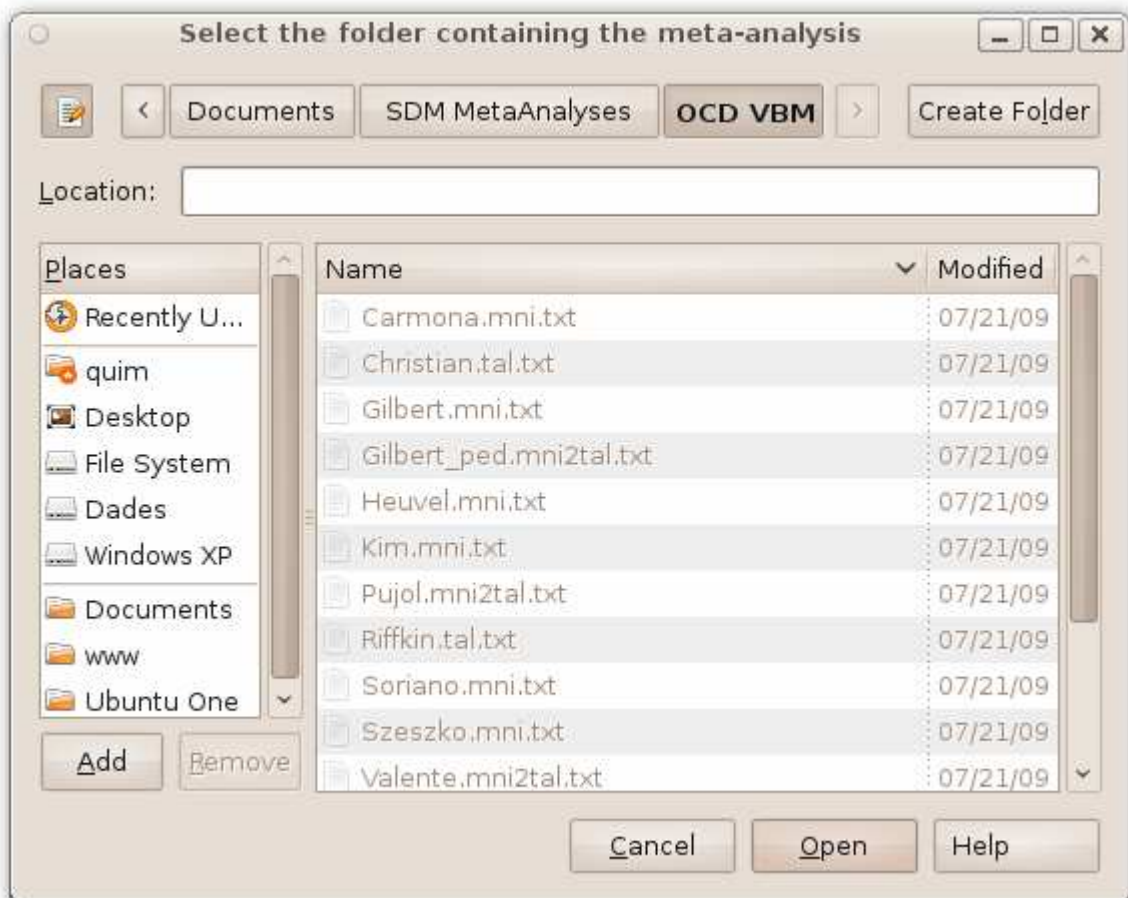 Select the folder containing the meta-analysis
Documents SDM MetaAnalyses OCD VBM Create Folder
Location:
Places
Recently U...
quim
Desktop
File System
Dades
Windows XP
Documents
www
Ubuntu One
Add Remove
Name Modified
Carmona.mni.txt 07/21/09
Christian.tal.txt 07/21/09
Gilbert.mni.txt 07/21/09
Gilbert_ped.mni2tal.txt 07/21/09
Heuvel.mni.txt 07/21/09
Kim.mni.txt 07/21/09
Pujol.mni2tal.txt 07/21/09
Riffkin.tal.txt 07/21/09
Soriano.mni.txt 07/21/09
Szeszko.mni.txt 07/21/09
Valente.mni2tal.txt 07/21/09
Cancel Open Help